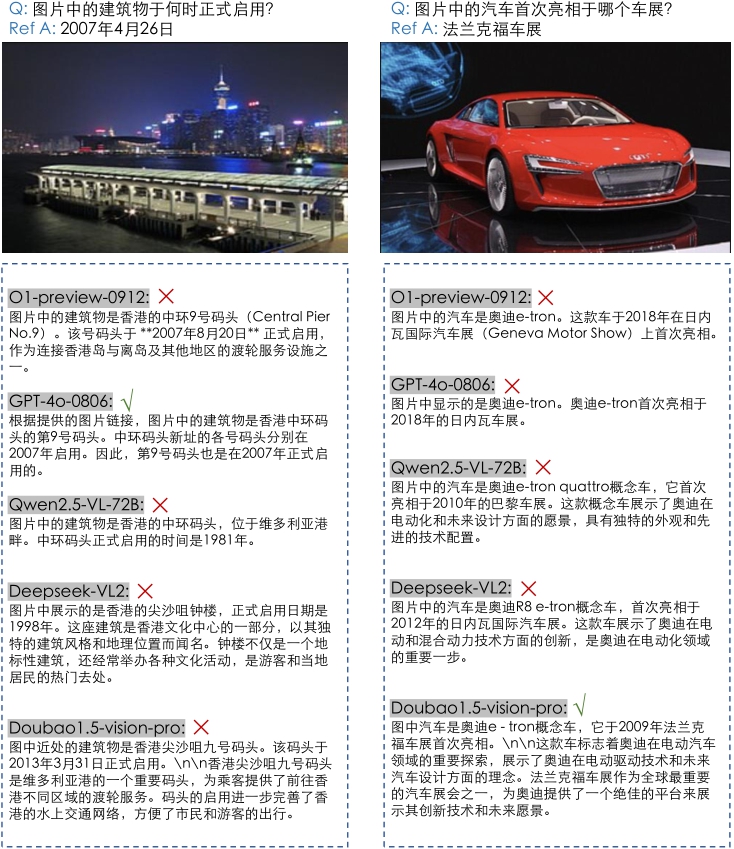 Q: 图片中的建筑物于何时正式启用?
Ref A: 2007年4月26日
O1-preview-0912:
图片中的建筑物是香港的中环9号码头（Central Pier
No.9）。该号码头于 **2007年8月20日** 正式启用，
作为连接香港岛与离岛及其他地区的渡轮服务设施之
一。
GPT-4o-0806:
根据提供的图片链接，图片中的建筑物是香港中环码
头的第9号码头。中环码头新址的各号码头分别在
2007年启用。因此，第9号码头也是在2007年正式启
用的。
Qwen2.5-VL-72B:
图片中的建筑物是香港的中环码头，位于维多利亚港
畔。中环码头正式启用的时间是1981年。
Deepseek-VL2:
图片中展示的是香港的尖沙咀钟楼，正式启用日期是
1998年。这座建筑是香港文化中心的一部分，以其独
特的建筑风格和地理位置而闻名。钟楼不仅是一个地
标性建筑，还经常举办各种文化活动，是游客和当地
居民的热门去处。
Doubao1.5-vision-pro:
图中近处的建筑物是香港尖沙咀九号码头。该码头于
2013年3月31日正式启用。\n\n香港尖沙咀九号码头
是维多利亚港的一个重要码头，为乘客提供了前往香
港不同区域的渡轮服务。码头的启用进一步完善了香
港的水上交通网络，方便了市民和游客的出行。
Q: 图片中的汽车首次亮相于哪个车展?
Ref A: 法兰克福车展
O1-preview-0912:
图片中的汽车是奥迪e-tron。这款车于2018年在日内
瓦国际汽车展（Geneva Motor Show）上首次亮相。
GPT-4o-0806:
图片中显示的是奥迪e-tron。奥迪e-tron首次亮相于
2018年的日内瓦车展。
Qwen2.5-VL-72B:
图片中的汽车是奥迪e-tron quattro概念车，它首次
亮相于2010年的巴黎车展。这款概念车展示了奥迪在
电动化和未来设计方面的愿景，具有独特的外观和先
进的技术配置。
Deepseek-VL2:
图片中的汽车是奥迪R8 e-tron概念车，首次亮相于
2012年的日内瓦国际汽车展。这款车展示了奥迪在电
动和混合动力技术方面的创新，是奥迪在电动化领域
的重要一步。
Doubao1.5-vision-pro:
图中汽车是奥迪e - tron概念车，它于2009年法兰克
福车展首次亮相。\n\n这款车标志着奥迪在电动汽车
领域的重要探索，展示了奥迪在电动驱动技术和未来
汽车设计方面的理念。法兰克福车展作为全球最重要
的汽车展会之一，为奥迪提供了一个绝佳的平台来展
示其创新技术和未来愿景。